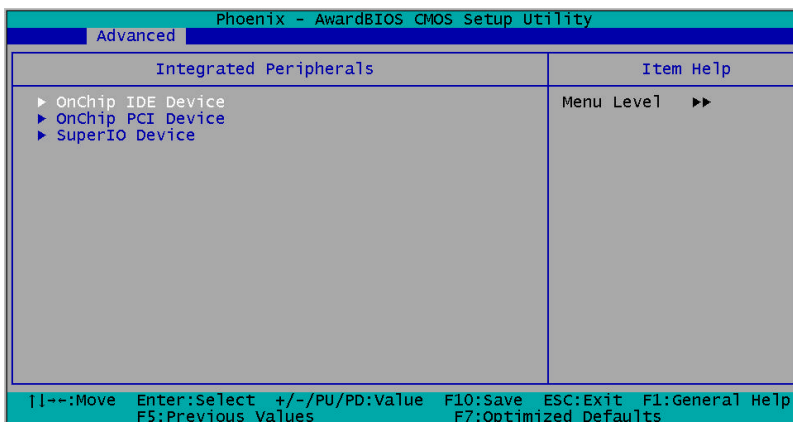 Phoenix - AwardBIOS CMOS Setup Utility
Advanced
Integrated Peripherals
Item Help
▶ OnChip IDE Device
▶ OnChip PCI Device
▶ SuperIO Device
Menu Level ▶▶
↑↓→←:Move Enter:Select +/-/PU/PD:Value F10:Save ESC:Exit F1:General Help
F5:Previous Values F7:Optimized Defaults